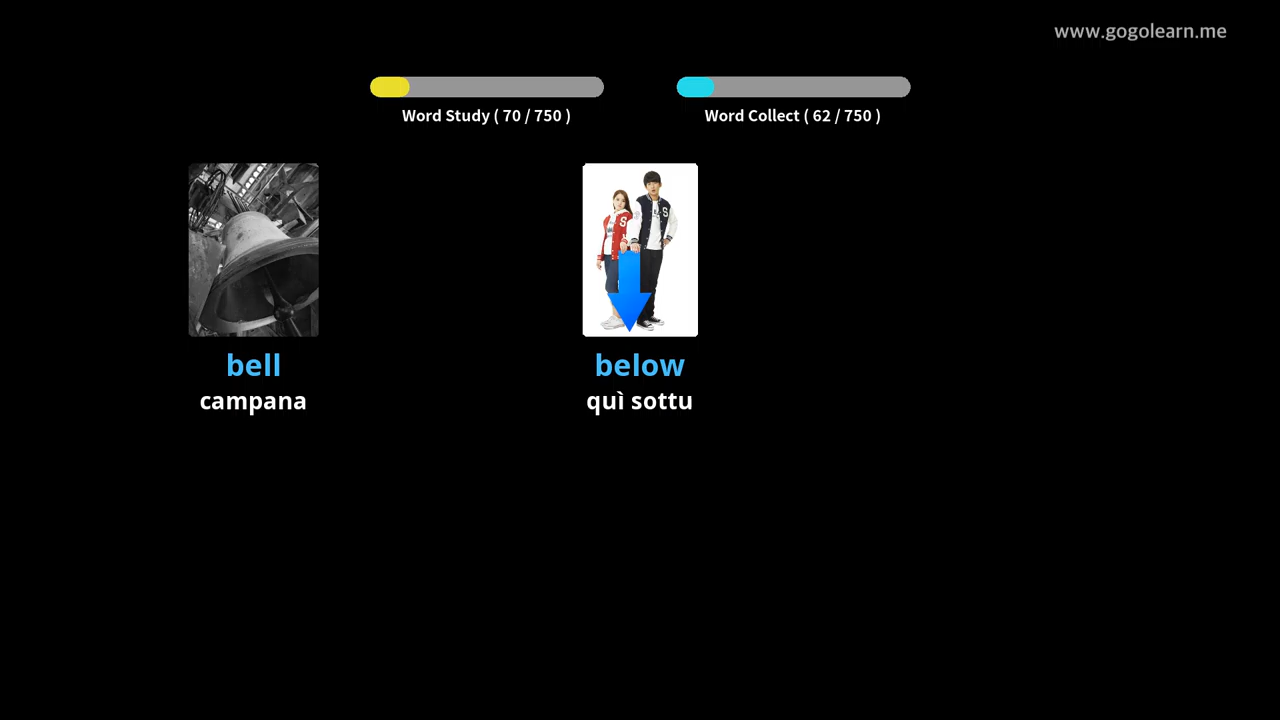 www.gogolearn.me
Word Study ( 70 / 750 )
Word Collect ( 62 / 750 )
S
S
bell
below
campana
quì sottu